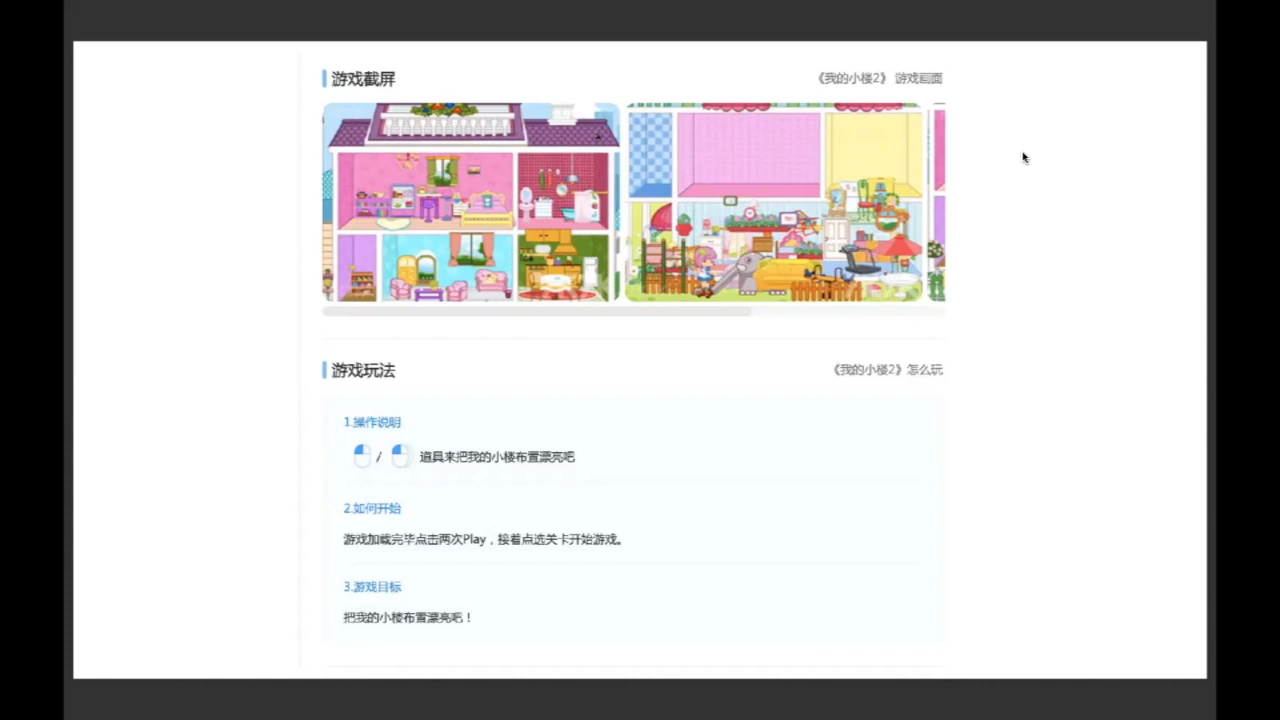 游戏截屏
《我的小楼2》 游戏画面
游戏玩法
《我的小楼2》怎么玩
1.操作说明
/ 道具来把我的小楼布置漂亮吧
2.如何开始
游戏加载完毕点击两次Play，接着点选关卡开始游戏。
3.游戏目标
把我的小楼布置漂亮吧！